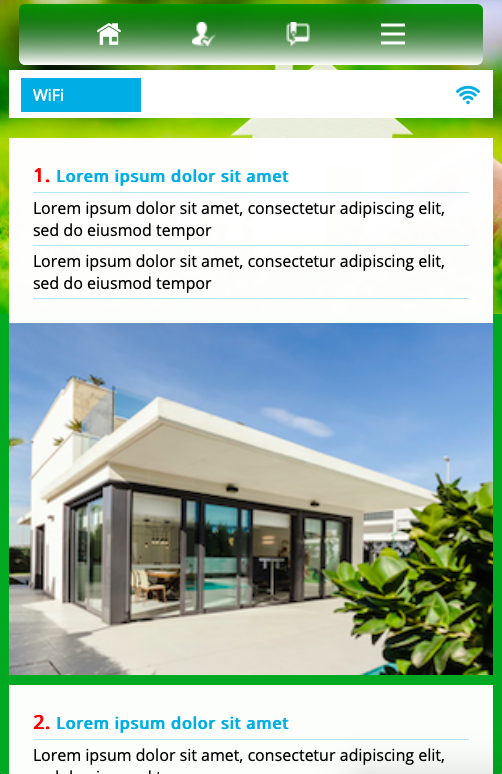 WiFi
1. Lorem ipsum dolor sit amet
Lorem ipsum dolor sit amet, consectetur adipiscing elit,
sed do eiusmod tempor
Lorem ipsum dolor sit amet, consectetur adipiscing elit,
sed do eiusmod tempor
2. Lorem ipsum dolor sit amet
Lorem ipsum dolor sit amet, consectetur adipiscing elit,